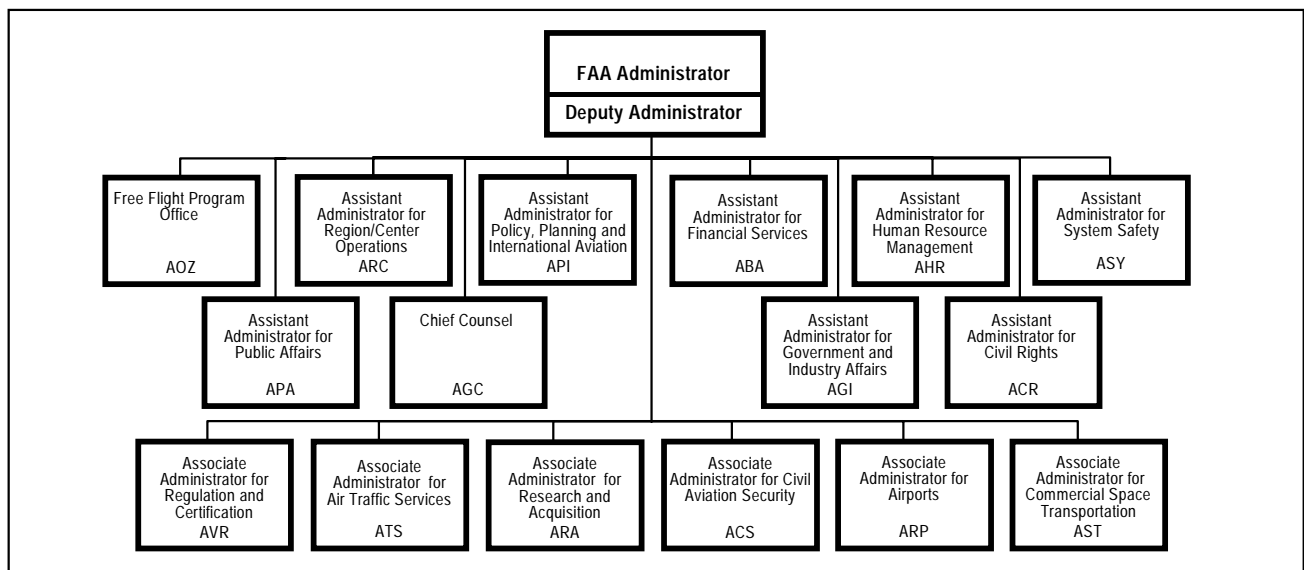 FAA Administrator
Deputy Administrator
Free Flight Program
Office
AOZ
Assistant
Administrator for
Region/Center
Operations
ARC
Assistant
Administrator for
Policy, Planning and
International Aviation
API
Assistant
Administrator for
Financial Services
ABA
Assistant
Administrator for
Human Resource
Management
AHR
Assistant
Administrator for
System Safety
ASY
Assistant
Administrator for
Public Affairs
APA
Chief Counsel
AGC
Assistant
Administrator for
Government and
Industry Affairs
AGI
Assistant
Administrator for
Civil Rights
ACR
Associate
Administrator for
Regulation and
Certification
AVR
Associate
Administrator for
Air Traffic Services
ATS
Associate
Administrator for
Research and
Acquisition
ARA
Associate
Administrator for Civil
Aviation Security
ACS
Associate
Administrator for
Airports
ARP
Associate
Administrator for
Commercial Space
Transportation
AST